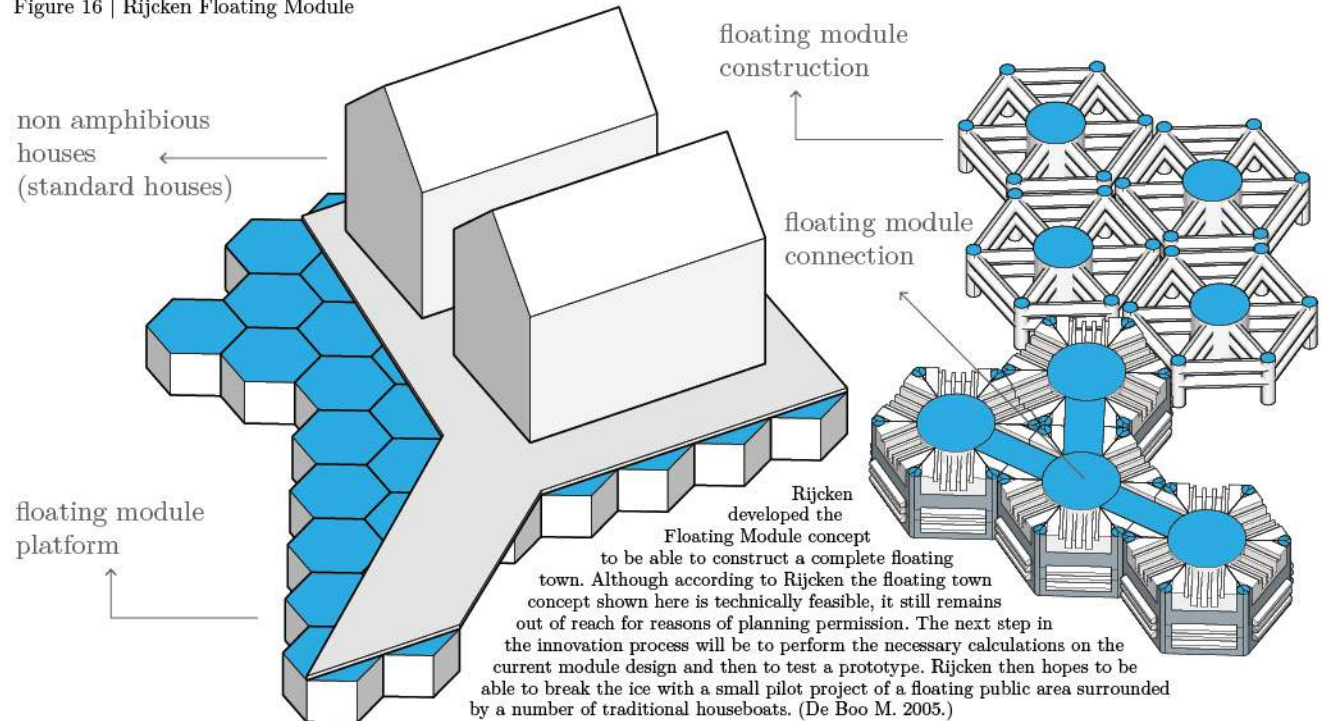 Figure 16 | Rijcken Floating Module
floating module
construction
non amphibious
houses
(standard houses)
floating module
connection
floating module
platform
Rijcken
developed the
Floating Module concept
to be able to construct a complete floating
town. Although according to Rijcken the floating town
concept shown here is technically feasible, it still remains
out of reach for reasons of planning permission. The next step in
the innovation process will be to perform the necessary calculations on the
current module design and then to test a prototype. Rijcken then hopes to be
able to break the ice with a small pilot project of a floating public area surrounded
by a number of traditional houseboats. (De Boo M. 2005.)